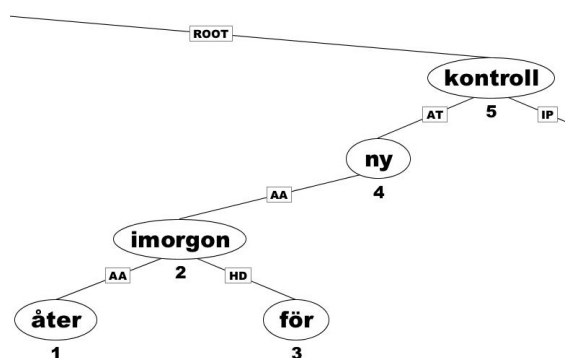 ROOT
kontroll
5
AT
IP
ny
4
AA
imorgon
2
AA
HD
åter
1
för
3